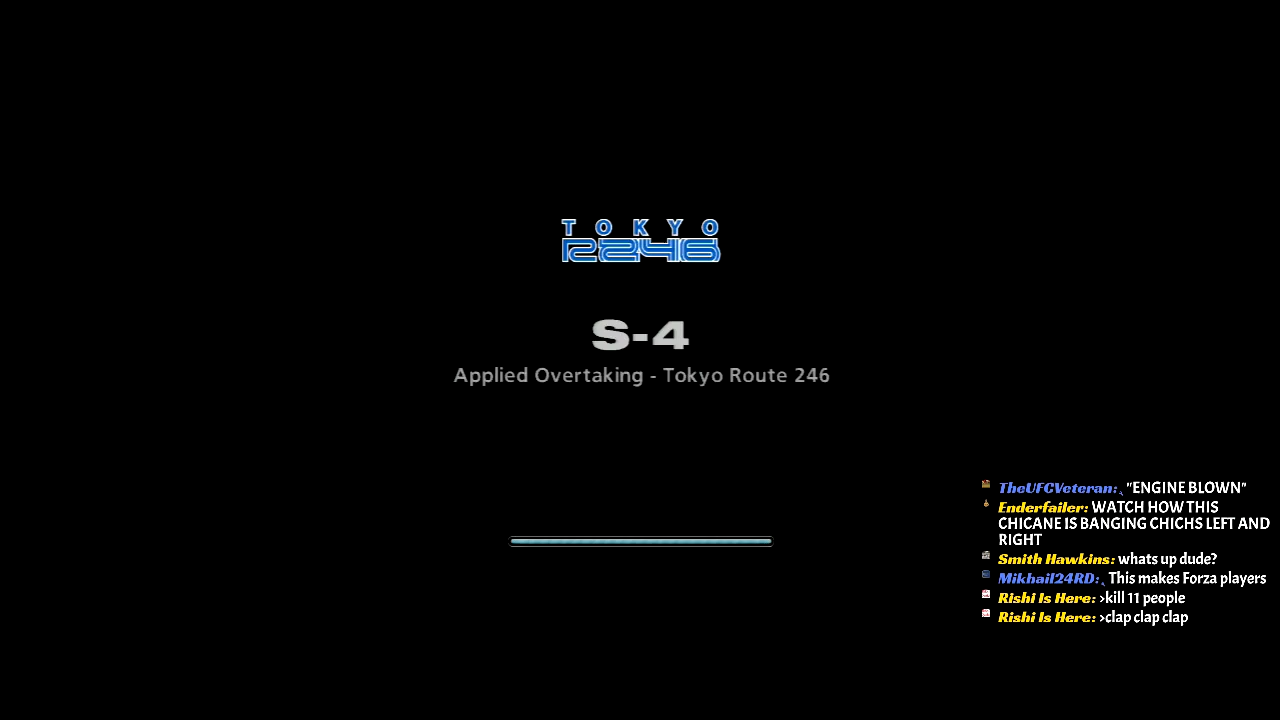 TOKYO
R246
S-4
Applied Overtaking - Tokyo Route 246
TheUFCVeteran: "ENGINE BLOWN"
Enderfailer: WATCH HOW THIS
CHICANE IS BANGING CHICHS LEFT AND
RIGHT
Smith Hawkins: whats up dude?
Mikhail24RD: This makes Forza players
Rishi Is Here: >kill 11 people
Rishi Is Here: >clap clap clap